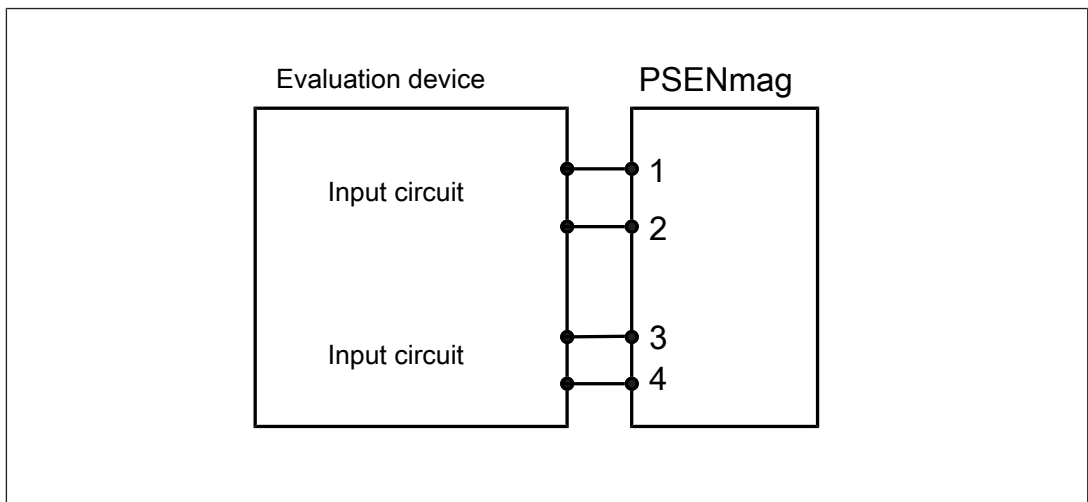 Evaluation device
PSENmag
Input circuit
1
2
Input circuit
3
4